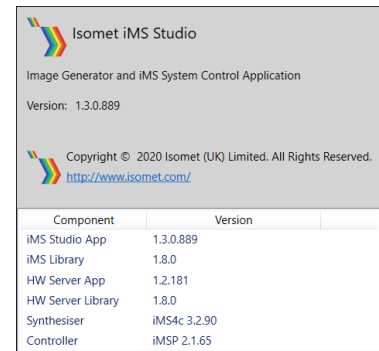 Isomet iMS Studio
Image Generator and iMS System Control Application
Version: 1.3.0.889
Copyright © 2020 Isomet (UK) Limited. All Rights Reserved.
http://www.isomet.com/
Component Version
iMS Studio App 1.3.0.889
iMS Library 1.8.0
HW Server App 1.2.181
HW Server Library 1.8.0
Synthesiser iMS4c 3.2.90
Controller iMSP 2.1.65